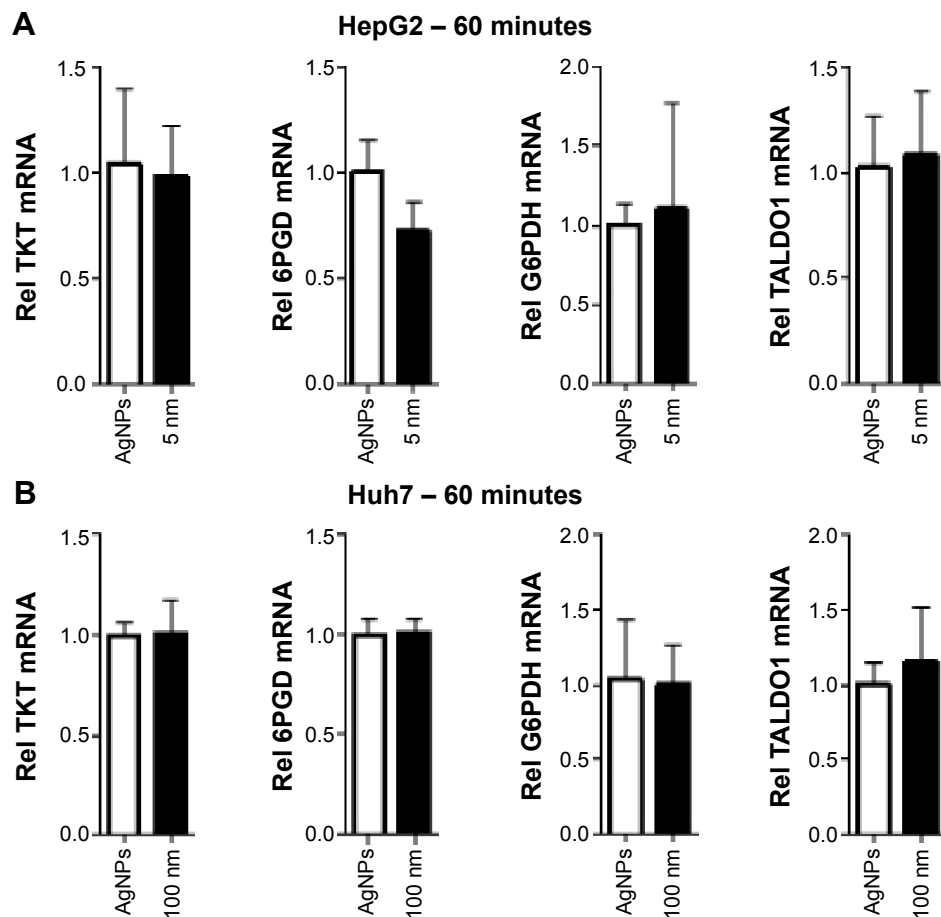 A
HepG2 – 60 minutes
Rel TKT mRNA
1.5
1.0
0.5
0.0
AgNPs
5 nm
Rel 6PGD mRNA
1.5
1.0
0.5
0.0
AgNPs
5 nm
Rel G6PDH mRNA
2.0
1.5
1.0
0.5
0.0
AgNPs
5 nm
Rel TALDO1 mRNA
1.5
1.0
0.5
0.0
AgNPs
5 nm
B
Huh7 – 60 minutes
Rel TKT mRNA
1.5
1.0
0.5
0.0
AgNPs
100 nm
Rel 6PGD mRNA
1.5
1.0
0.5
0.0
AgNPs
100 nm
Rel G6PDH mRNA
2.0
1.5
1.0
0.5
0.0
AgNPs
100 nm
Rel TALDO1 mRNA
2.0
1.5
1.0
0.5
0.0
AgNPs
100 nm